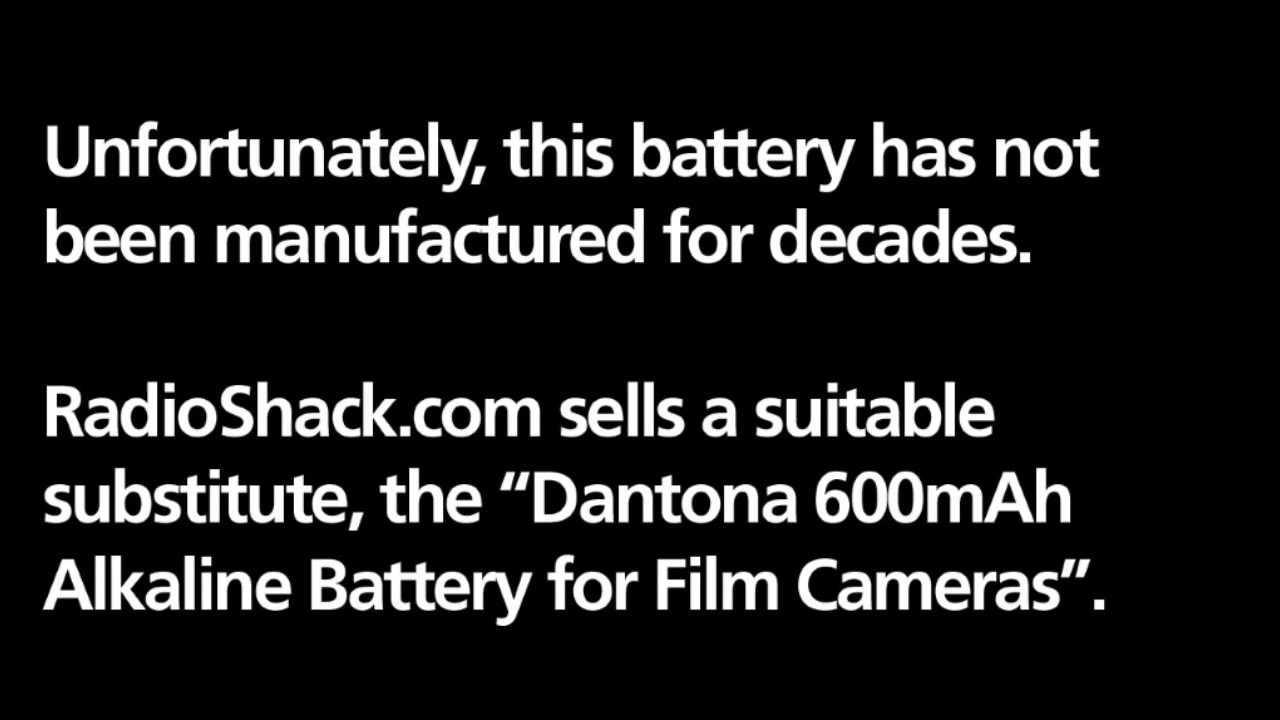 Unfortunately, this battery has not
been manufactured for decades.
RadioShack.com sells a suitable
substitute, the “Dantona 600mAh
Alkaline Battery for Film Cameras”.